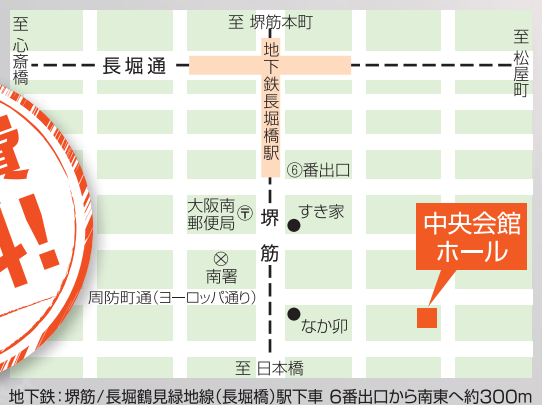 至 堺筋本町
至 心斎橋
長堀通
地下鉄長堀橋駅
至 松屋町
⑥番出口
大阪南
郵便局
〒
堺筋
すき家
中央会館
ホール
南署
周防町通(ヨーロッパ通り)
なか卯
至 日本橋
地下鉄:堺筋/長堀鶴見緑地線(長堀橋)駅下車 6番出口から南東へ約300m